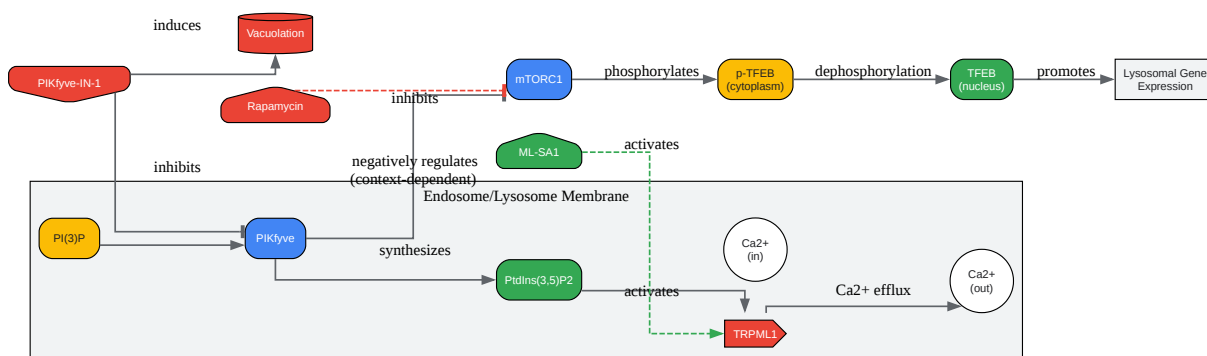 induces
Vacuolation
PIKfyve-IN-1
Rapamycin
inhibits
mTORC1
phosphorylates
p-TFEB
(cytoplasm)
dephosphorylation
TFEB
(nucleus)
promotes
Lysosomal Gene
Expression
ML-SA1
activates
inhibits
negatively regulates
(context-dependent)
Endosome/Lysosome Membrane
PI(3)P
PIKfyve
synthesizes
PtdIns(3,5)P2
activates
Ca2+
(in)
TRPML1
Ca2+ efflux
Ca2+
(out)